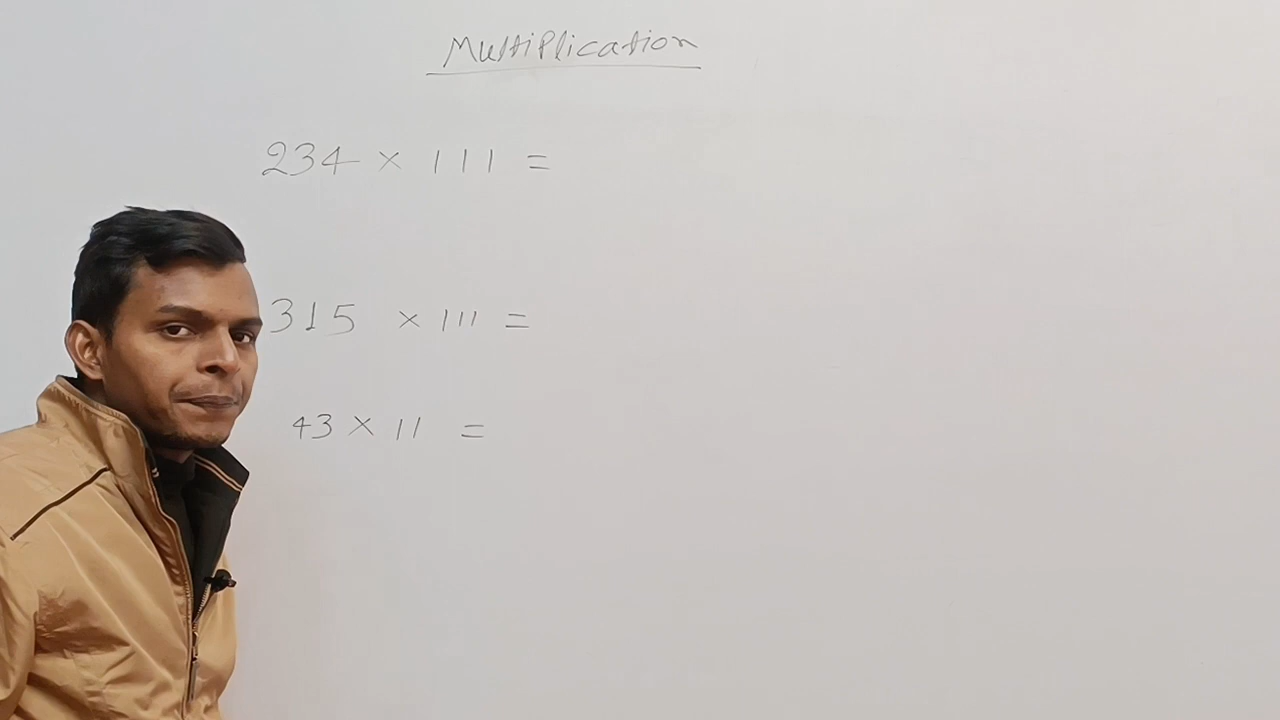 Multiplication
234 × 111 =
315 × 111 =
43 × 11 =